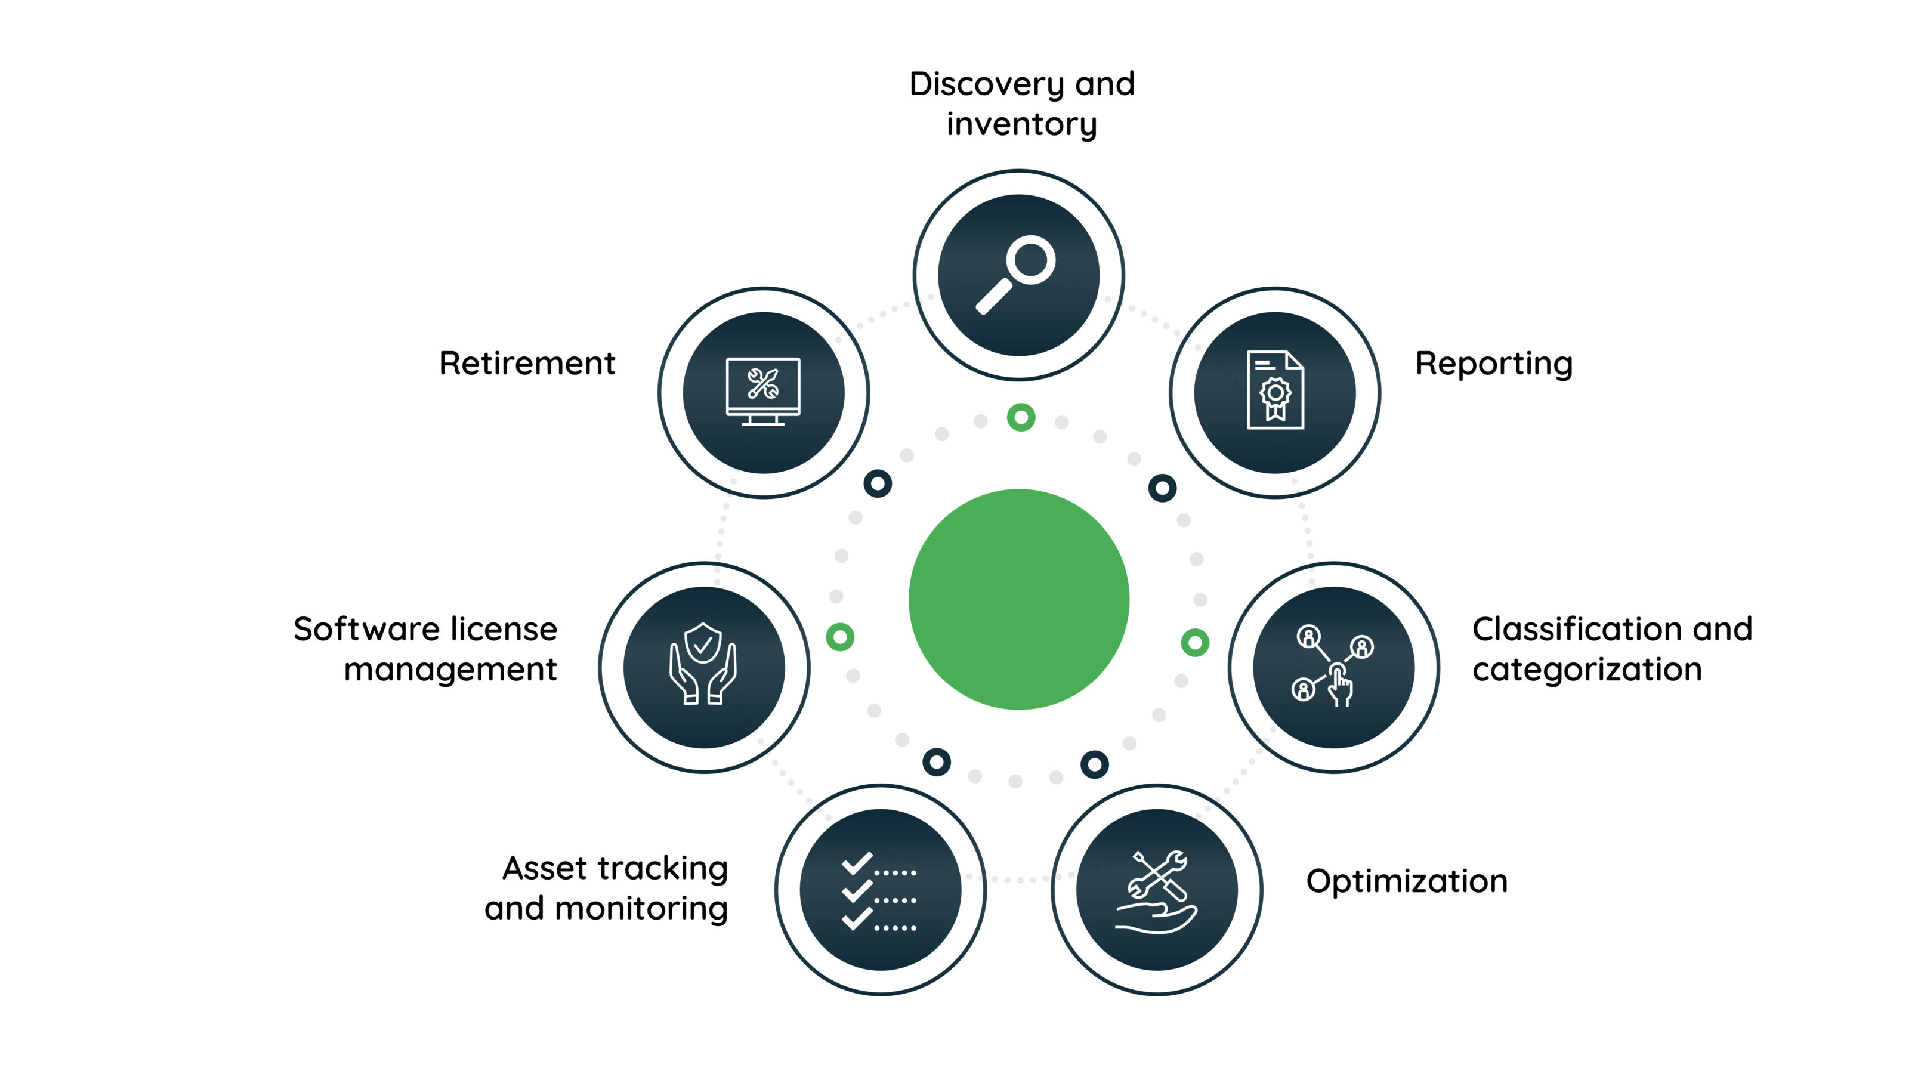 Discovery and
inventory
Retirement
Reporting
Software license
management
Classification and
categorization
Asset tracking
and monitoring
Optimization